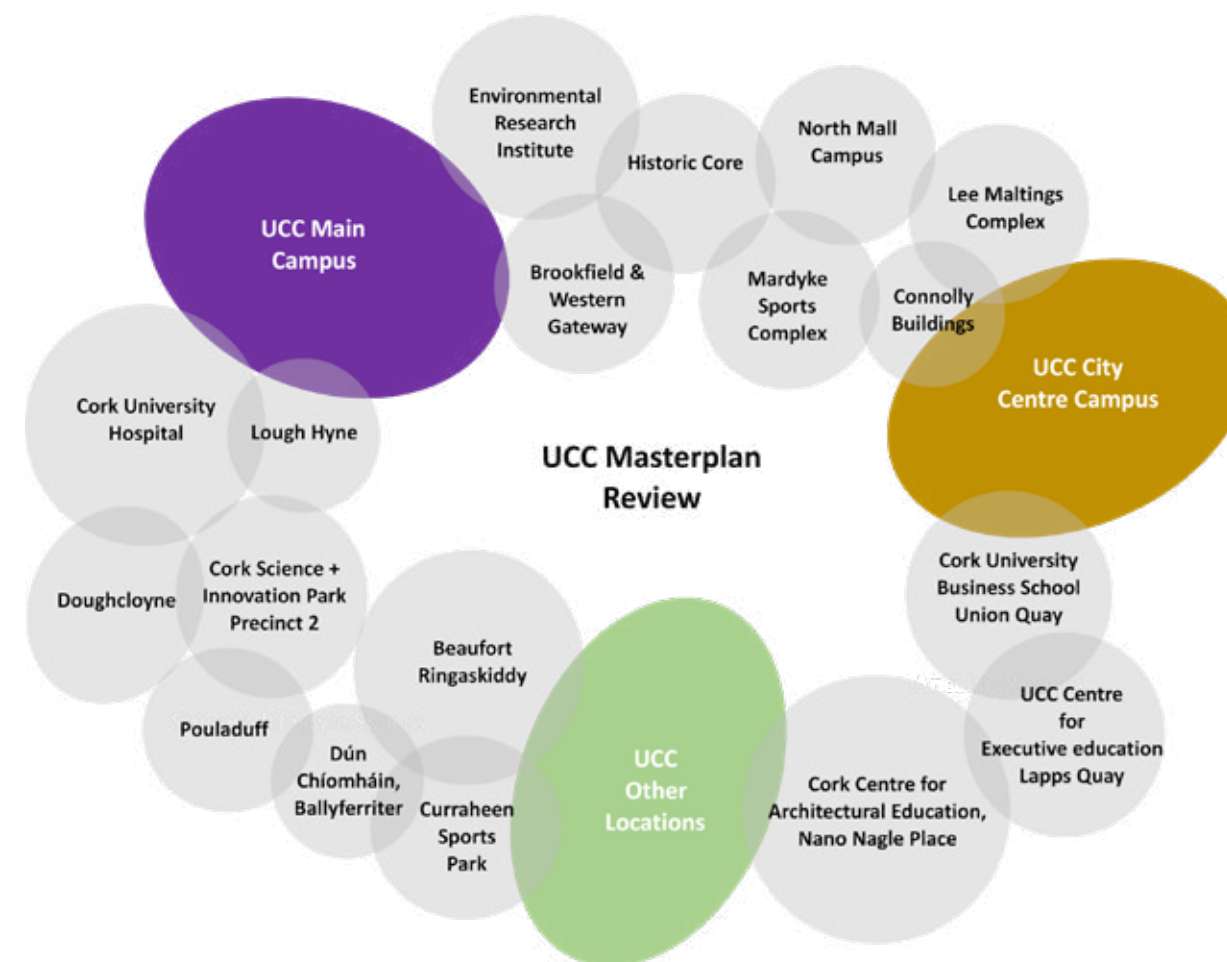 Environmental
Research
Institute
Historic Core
North Mall
Campus
Lee Maltings
Complex
UCC Main
Campus
Brookfield &
Western
Gateway
Mardyke
Sports
Complex
Connolly
Buildings
UCC City
Centre Campus
Cork University
Hospital
Lough Hyne
UCC Masterplan
Review
Doughcloyne
Cork Science +
Innovation Park
Precinct 2
Cork University
Business School
Union Quay
Beaufort
Ringaskiddy
UCC Centre
for
Executive education
Lapps Quay
Pouladuff
Dún
Chíomháin,
Ballyferriter
Curraheen
Sports
Park
UCC
Other
Locations
Cork Centre for
Architectural Education,
Nano Nagle Place